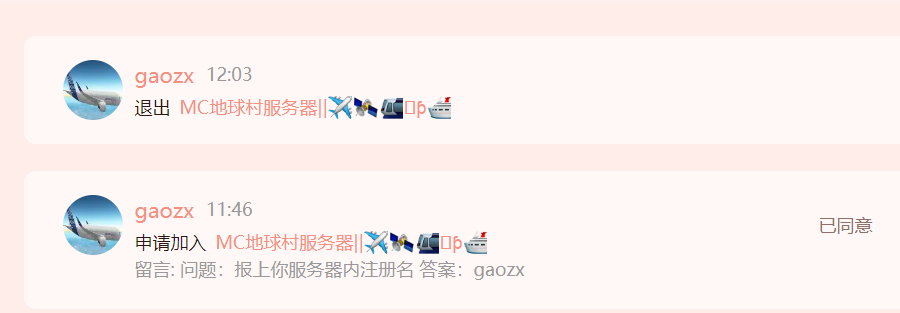 gaozx 12:03
退出 MC地球村服务器||✈️🛰️🚈▯ꞵ🛳️
gaozx 11:46
已同意
申请加入 MC地球村服务器||✈️🛰️🚈▯ꞵ🛳️
留言: 问题：报上你服务器内注册名 答案：gaozx